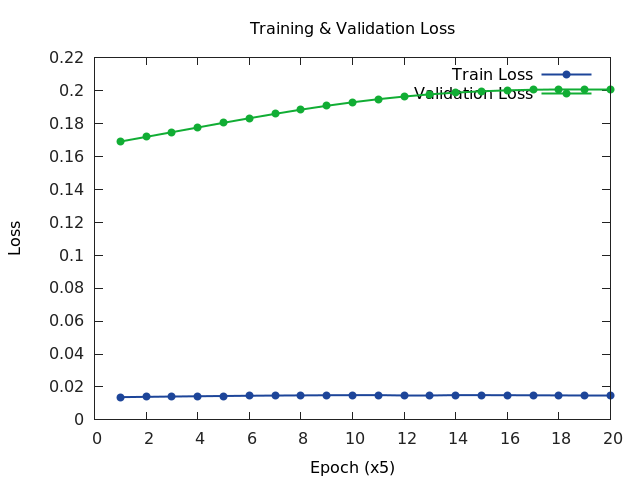 Training & Validation Loss
Train Loss
Validation Loss
0.22
0.2
0.18
0.16
0.14
0.12
0.1
0.08
0.06
0.04
0.02
0
Loss
0 2 4 6 8 10 12 14 16 18 20
Epoch (x5)